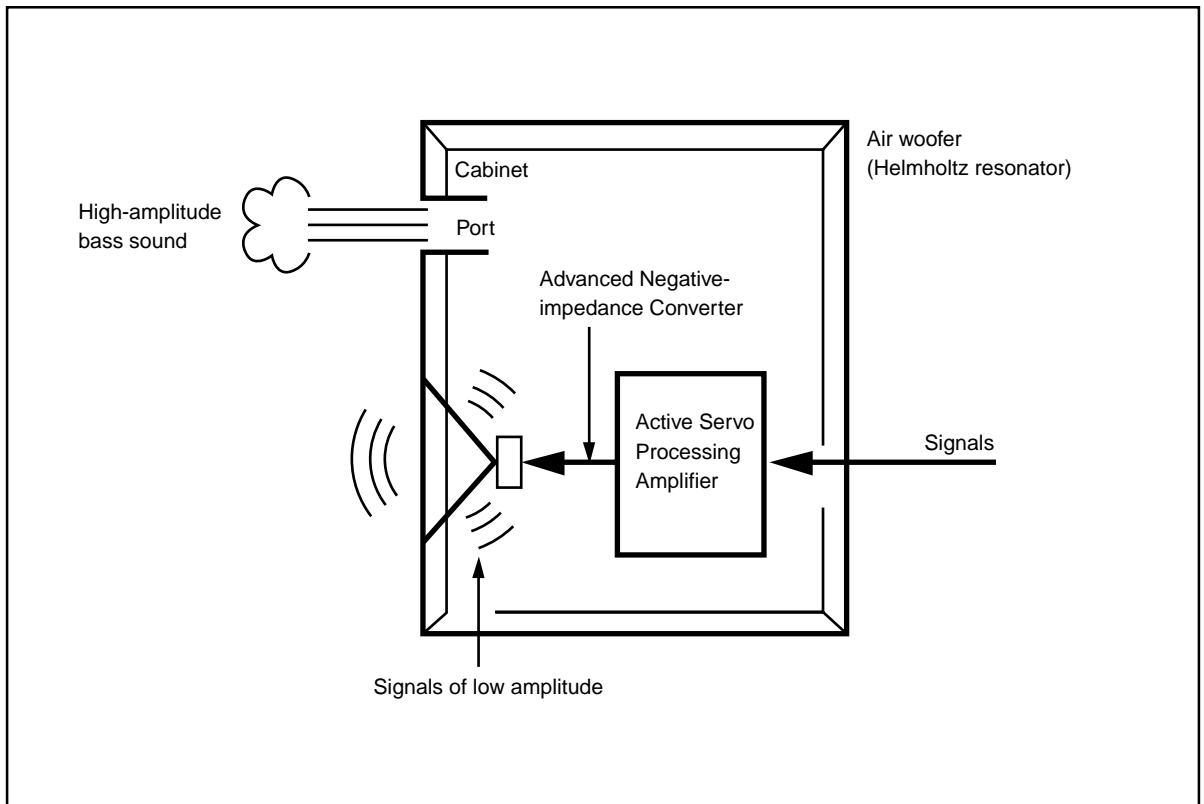 Air woofer
(Helmholtz resonator)
Cabinet
High-amplitude
bass sound
Port
Advanced Negative-
impedance Converter
Active Servo
Processing
Amplifier
Signals
Signals of low amplitude